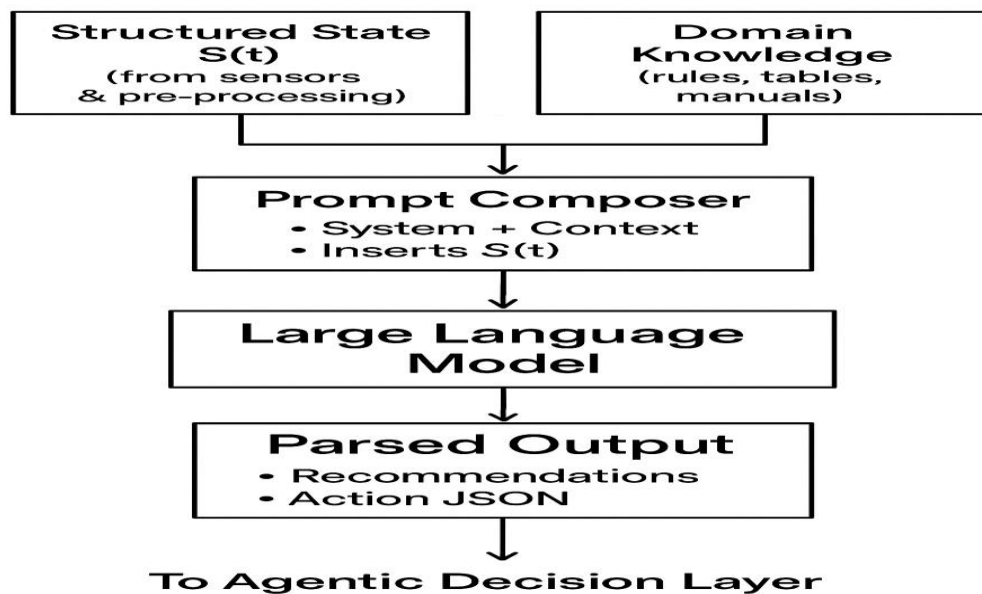 Structured State
S(t)
(from sensors
& pre-processing)
Domain
Knowledge
(rules, tables,
manuals)
Prompt Composer
• System + Context
• Inserts S(t)
Large Language
Model
Parsed Output
• Recommendations
• Action JSON
To Agentic Decision Layer